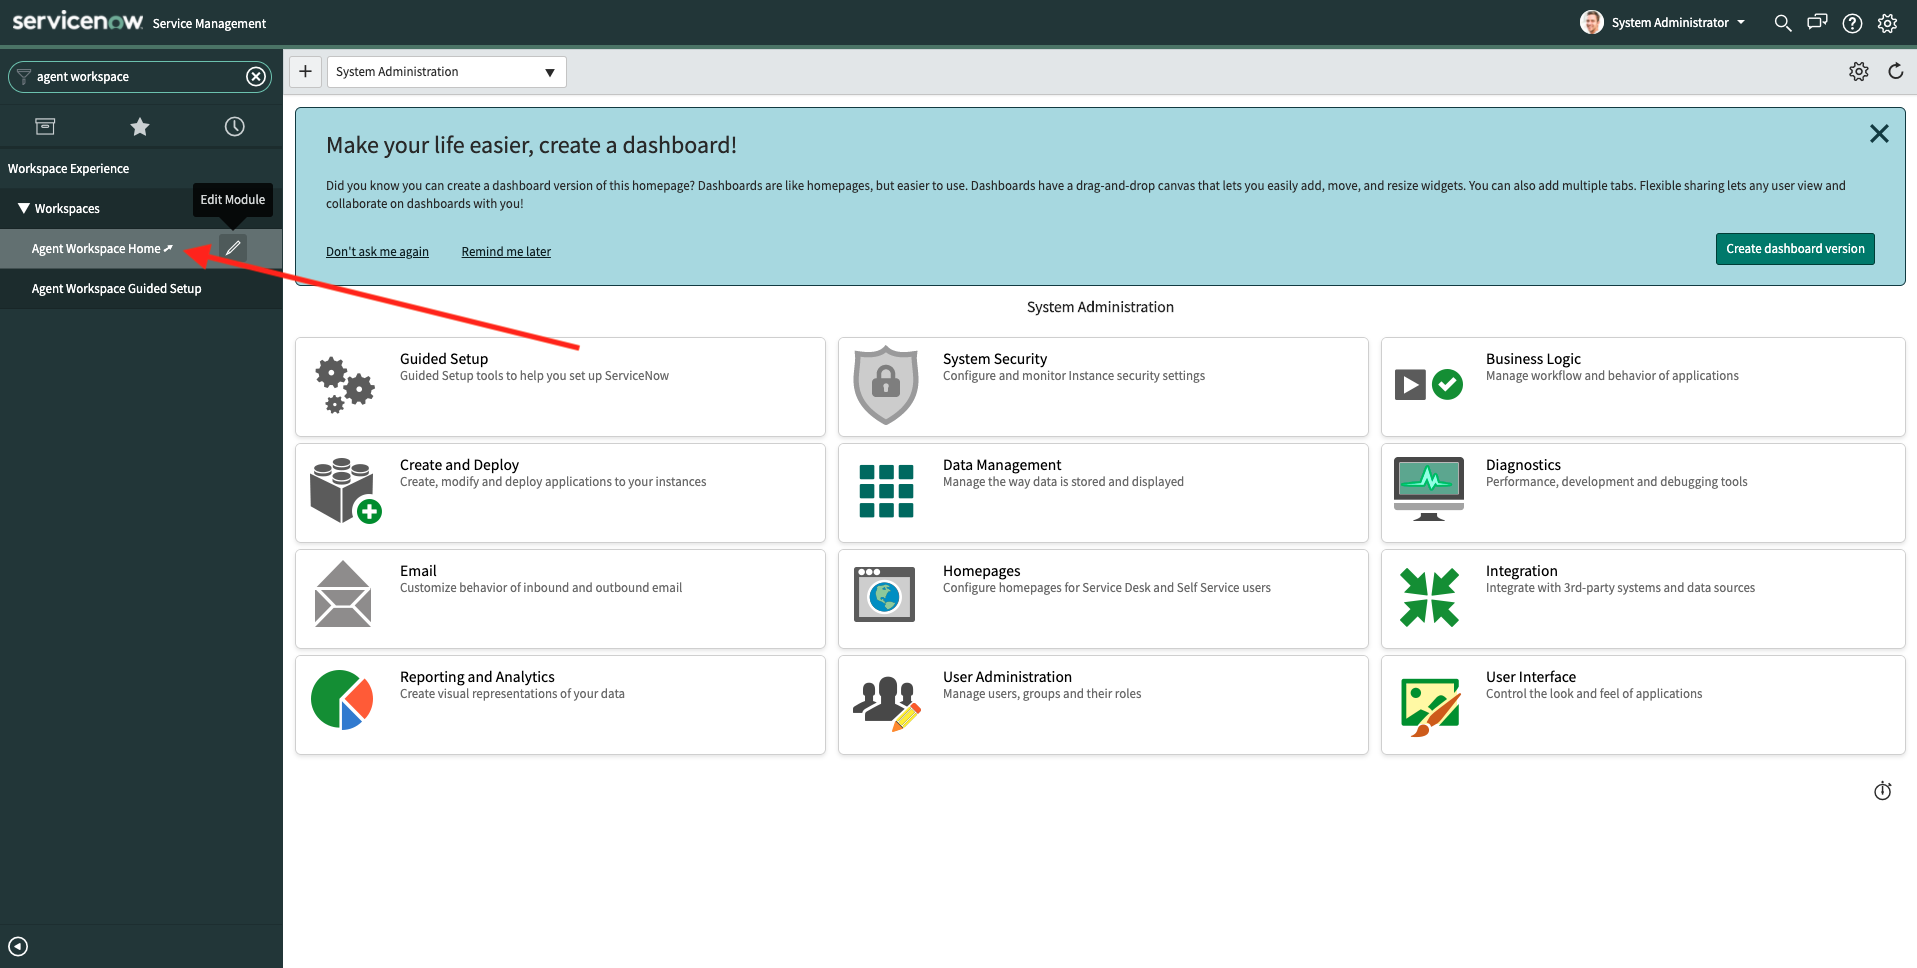 servicenow Service Management
System Administrator
agent workspace
System Administration
Workspace Experience
Workspaces
Edit Module
Agent Workspace Home
Agent Workspace Guided Setup
Make your life easier, create a dashboard!
Did you know you can create a dashboard version of this homepage? Dashboards are like homepages, but easier to use. Dashboards have a drag-and-drop canvas that lets you easily add, move, and resize widgets. You can also add multiple tabs. Flexible sharing lets any user view and
collaborate on dashboards with you!
Don't ask me again
Remind me later
Create dashboard version
System Administration
Guided Setup
Guided Setup tools to help you set up ServiceNow
System Security
Configure and monitor Instance security settings
Business Logic
Manage workflow and behavior of applications
Create and Deploy
Create, modify and deploy applications to your instances
Data Management
Manage the way data is stored and displayed
Diagnostics
Performance, development and debugging tools
Email
Customize behavior of inbound and outbound email
Homepages
Configure homepages for Service Desk and Self Service users
Integration
Integrate with 3rd-party systems and data sources
Reporting and Analytics
Create visual representations of your data
User Administration
Manage users, groups and their roles
User Interface
Control the look and feel of applications